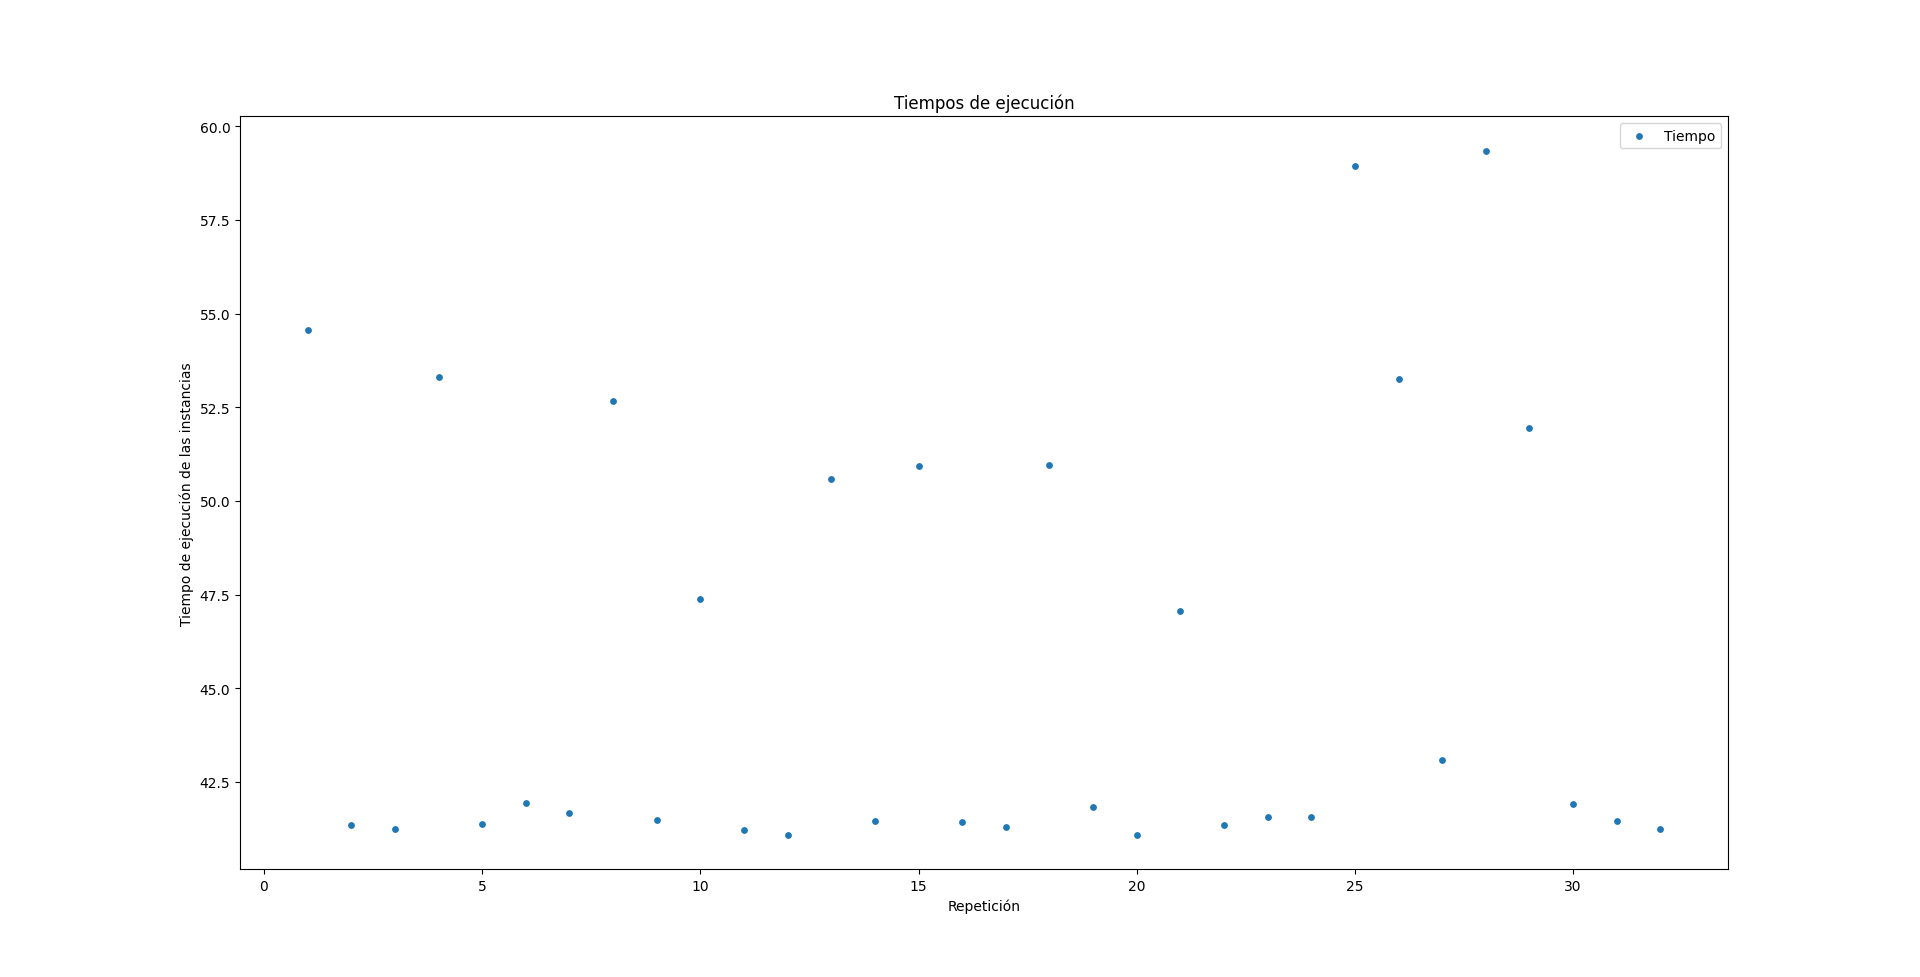 Tiempos de ejecución
Tiempo
60.0
57.5
55.0
52.5
50.0
47.5
45.0
42.5
Tiempo de ejecución de las instancias
0 5 10 15 20 25 30
Repetición